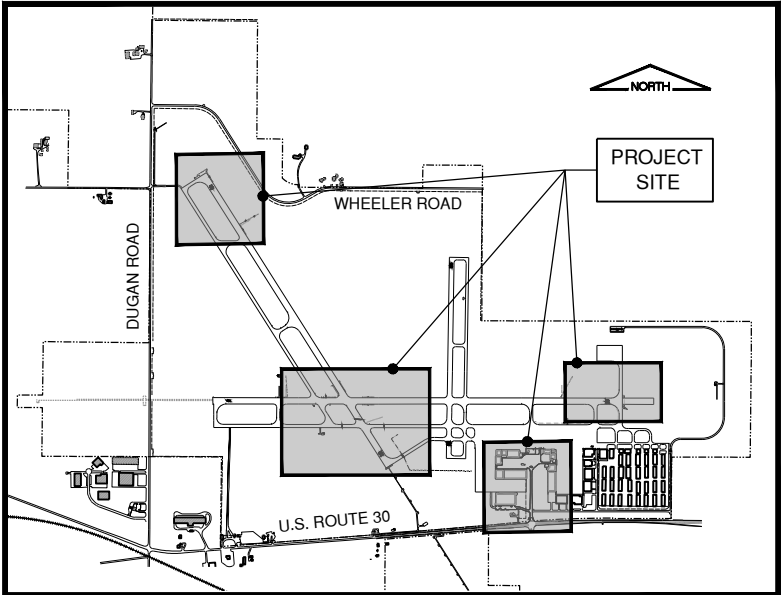 NORTH
PROJECT
SITE
WHEELER ROAD
DUGAN ROAD
U.S. ROUTE 30